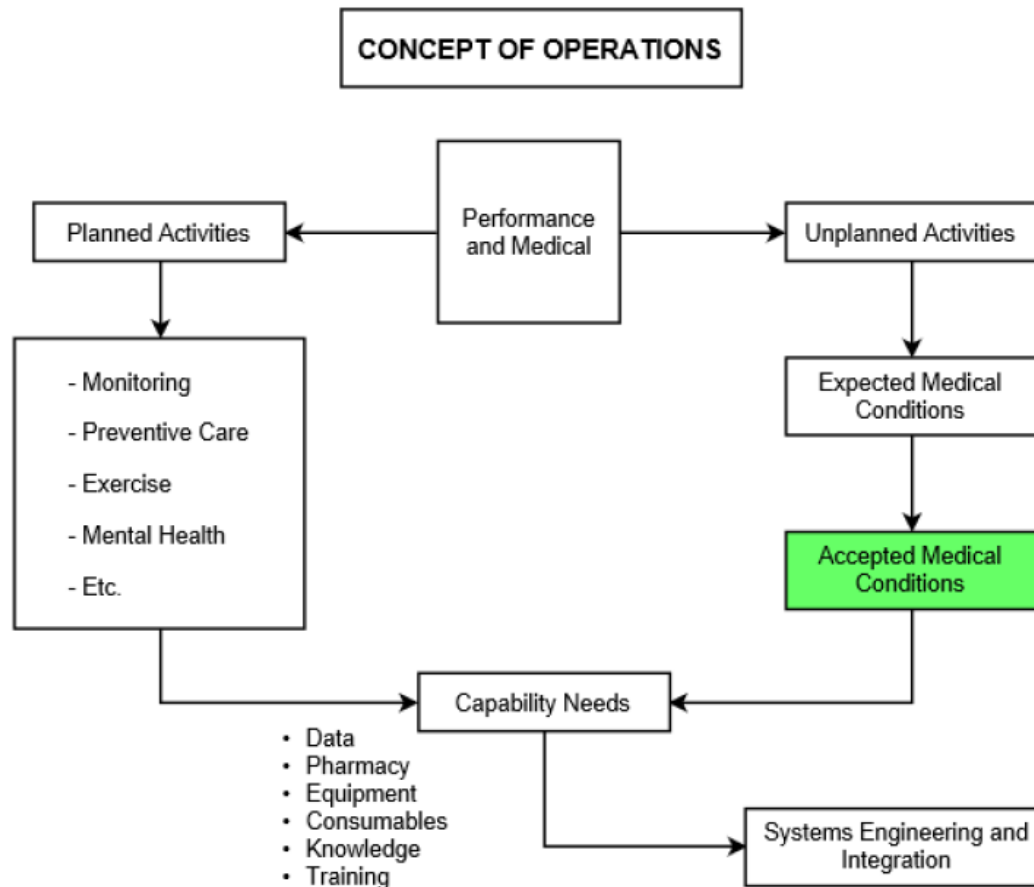 CONCEPT OF OPERATIONS
Performance
and Medical
Planned Activities
Unplanned Activities
- Monitoring
- Preventive Care
- Exercise
- Mental Health
- Etc.
Expected Medical
Conditions
Accepted Medical
Conditions
Capability Needs
• Data
• Pharmacy
• Equipment
• Consumables
• Knowledge
• Training
Systems Engineering and
Integration